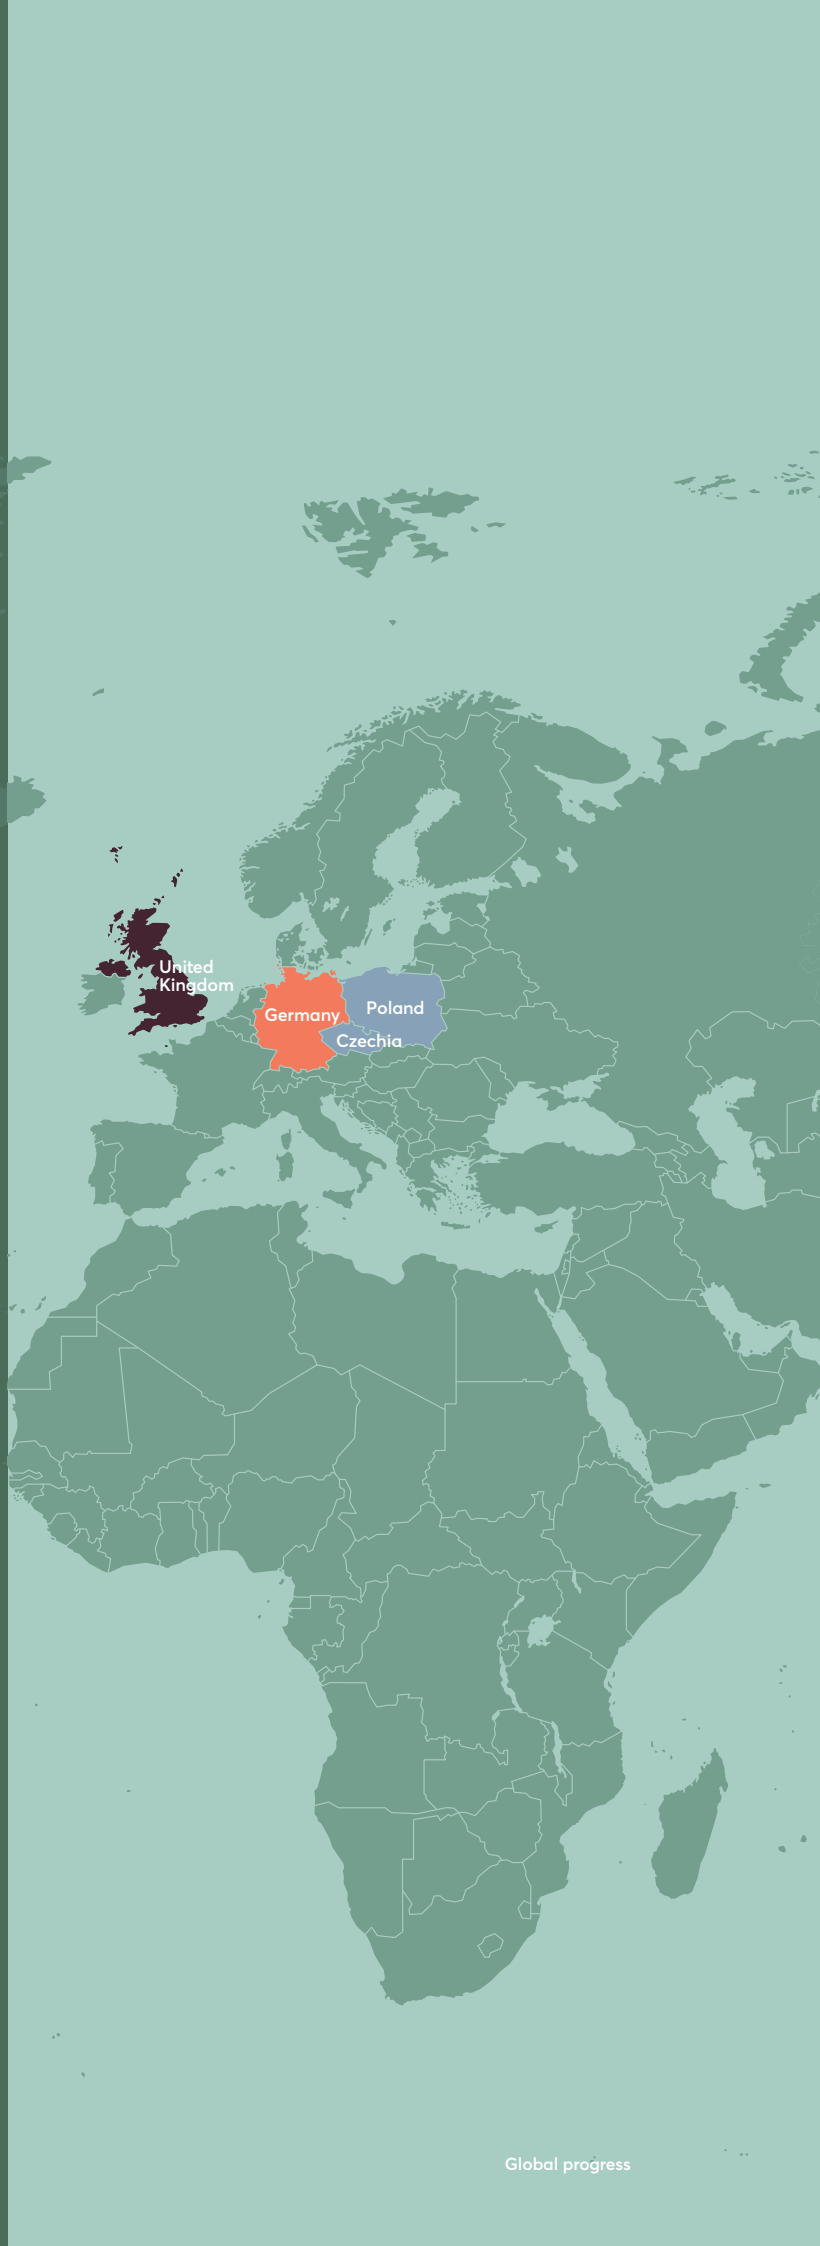 United
Kingdom
Germany
Poland
Czechia
Global progress